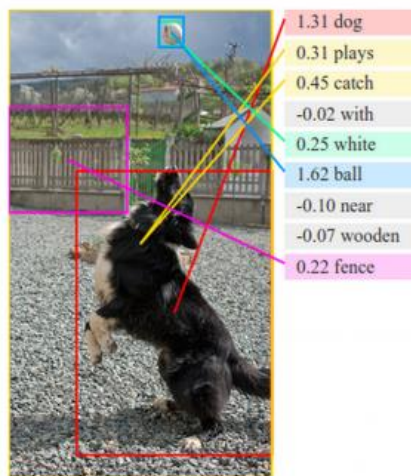 1.31 dog
0.31 plays
0.45 catch
-0.02 with
0.25 white
1.62 ball
-0.10 near
-0.07 wooden
0.22 fence